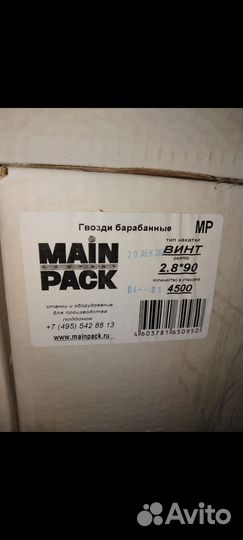 Гвозди барабанные MP
тип накатки
ВИНТ
MAIN
PACK
размер
2.8*90
количество в упаковке
4500
станки и оборудование
для производства
поддонов
+7 (495) 542 88 13
www.mainpack.ru
4603781650950
Avito